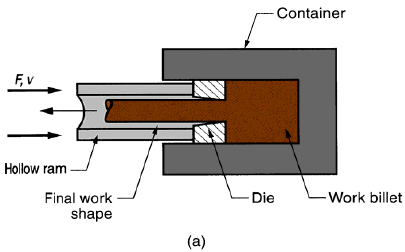 Container
F, v
Hollow ram
Final work
shape
Die
Work billet
(a)